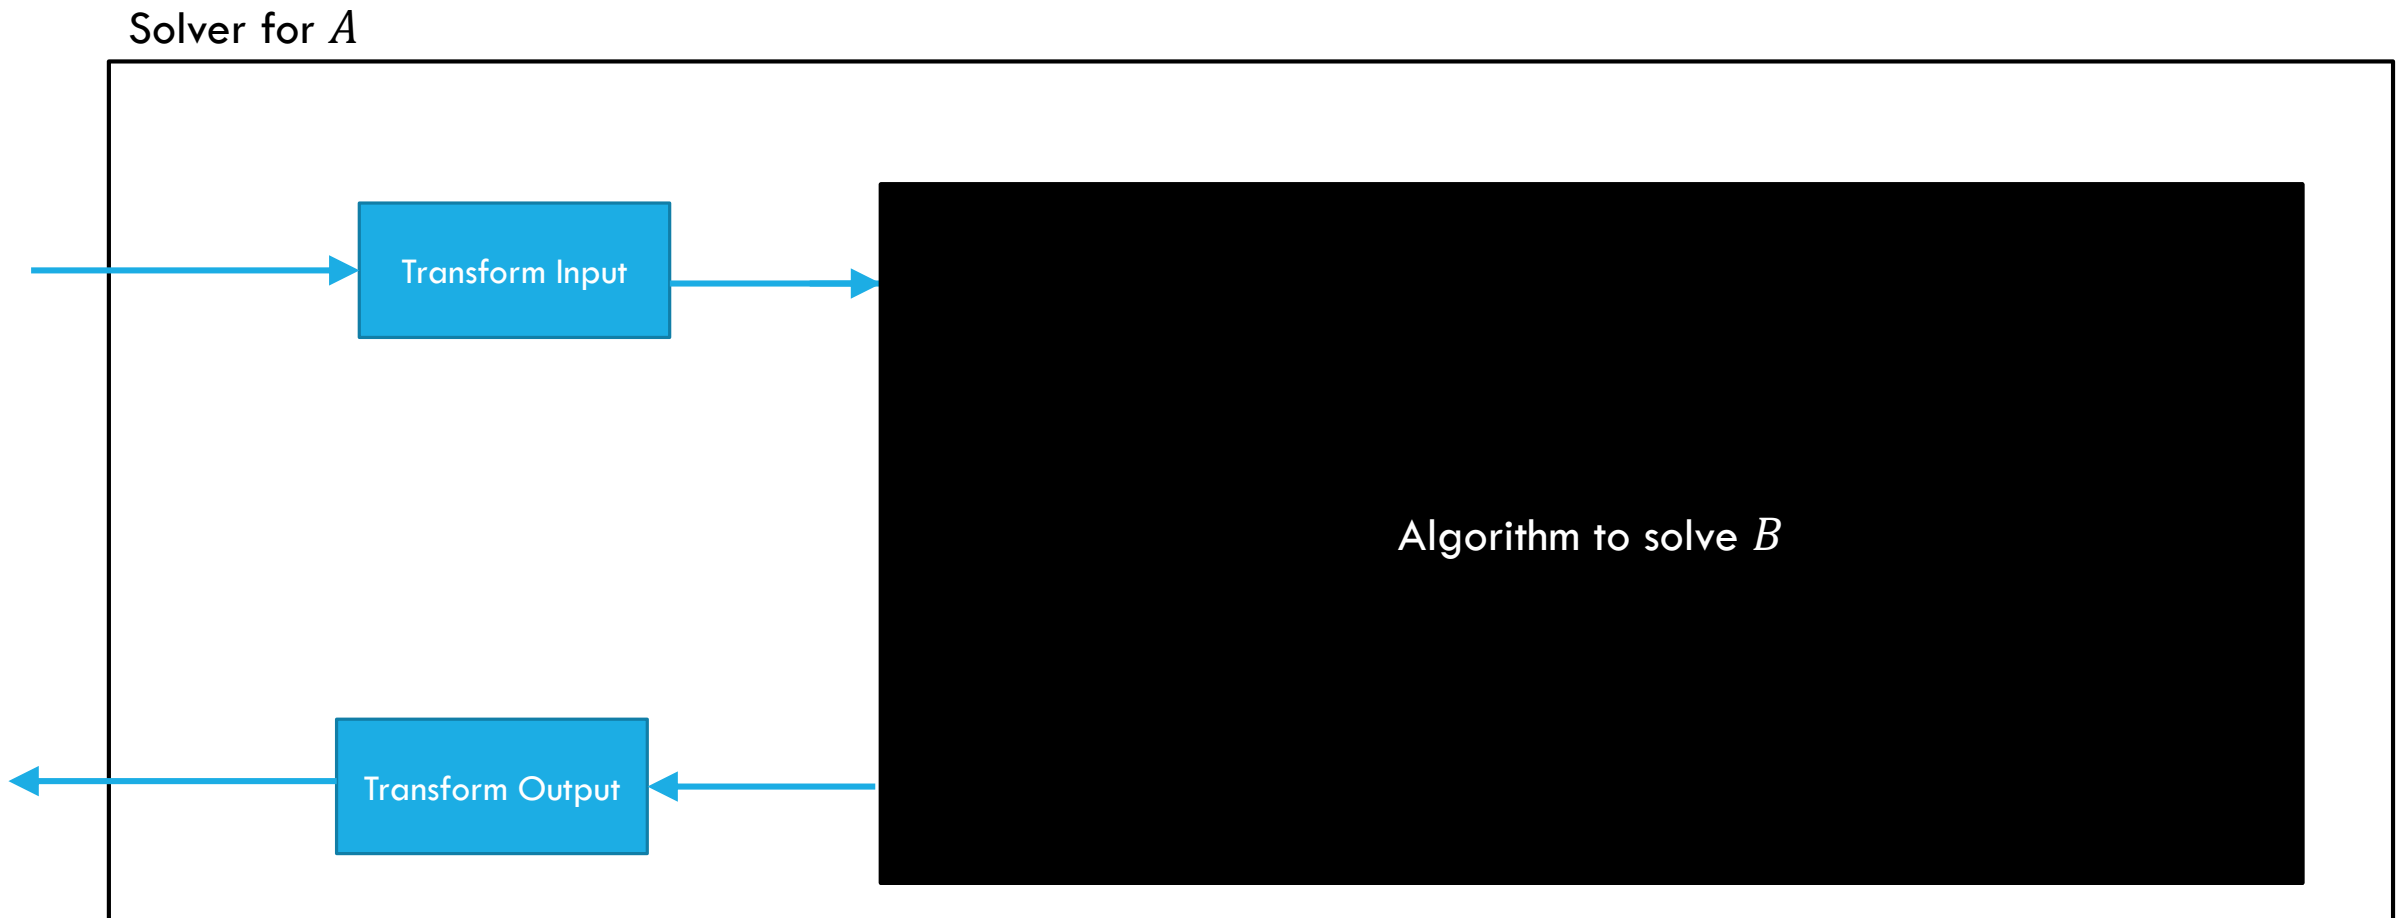 Solver for A
Transform Input
Algorithm to solve B
Transform Output